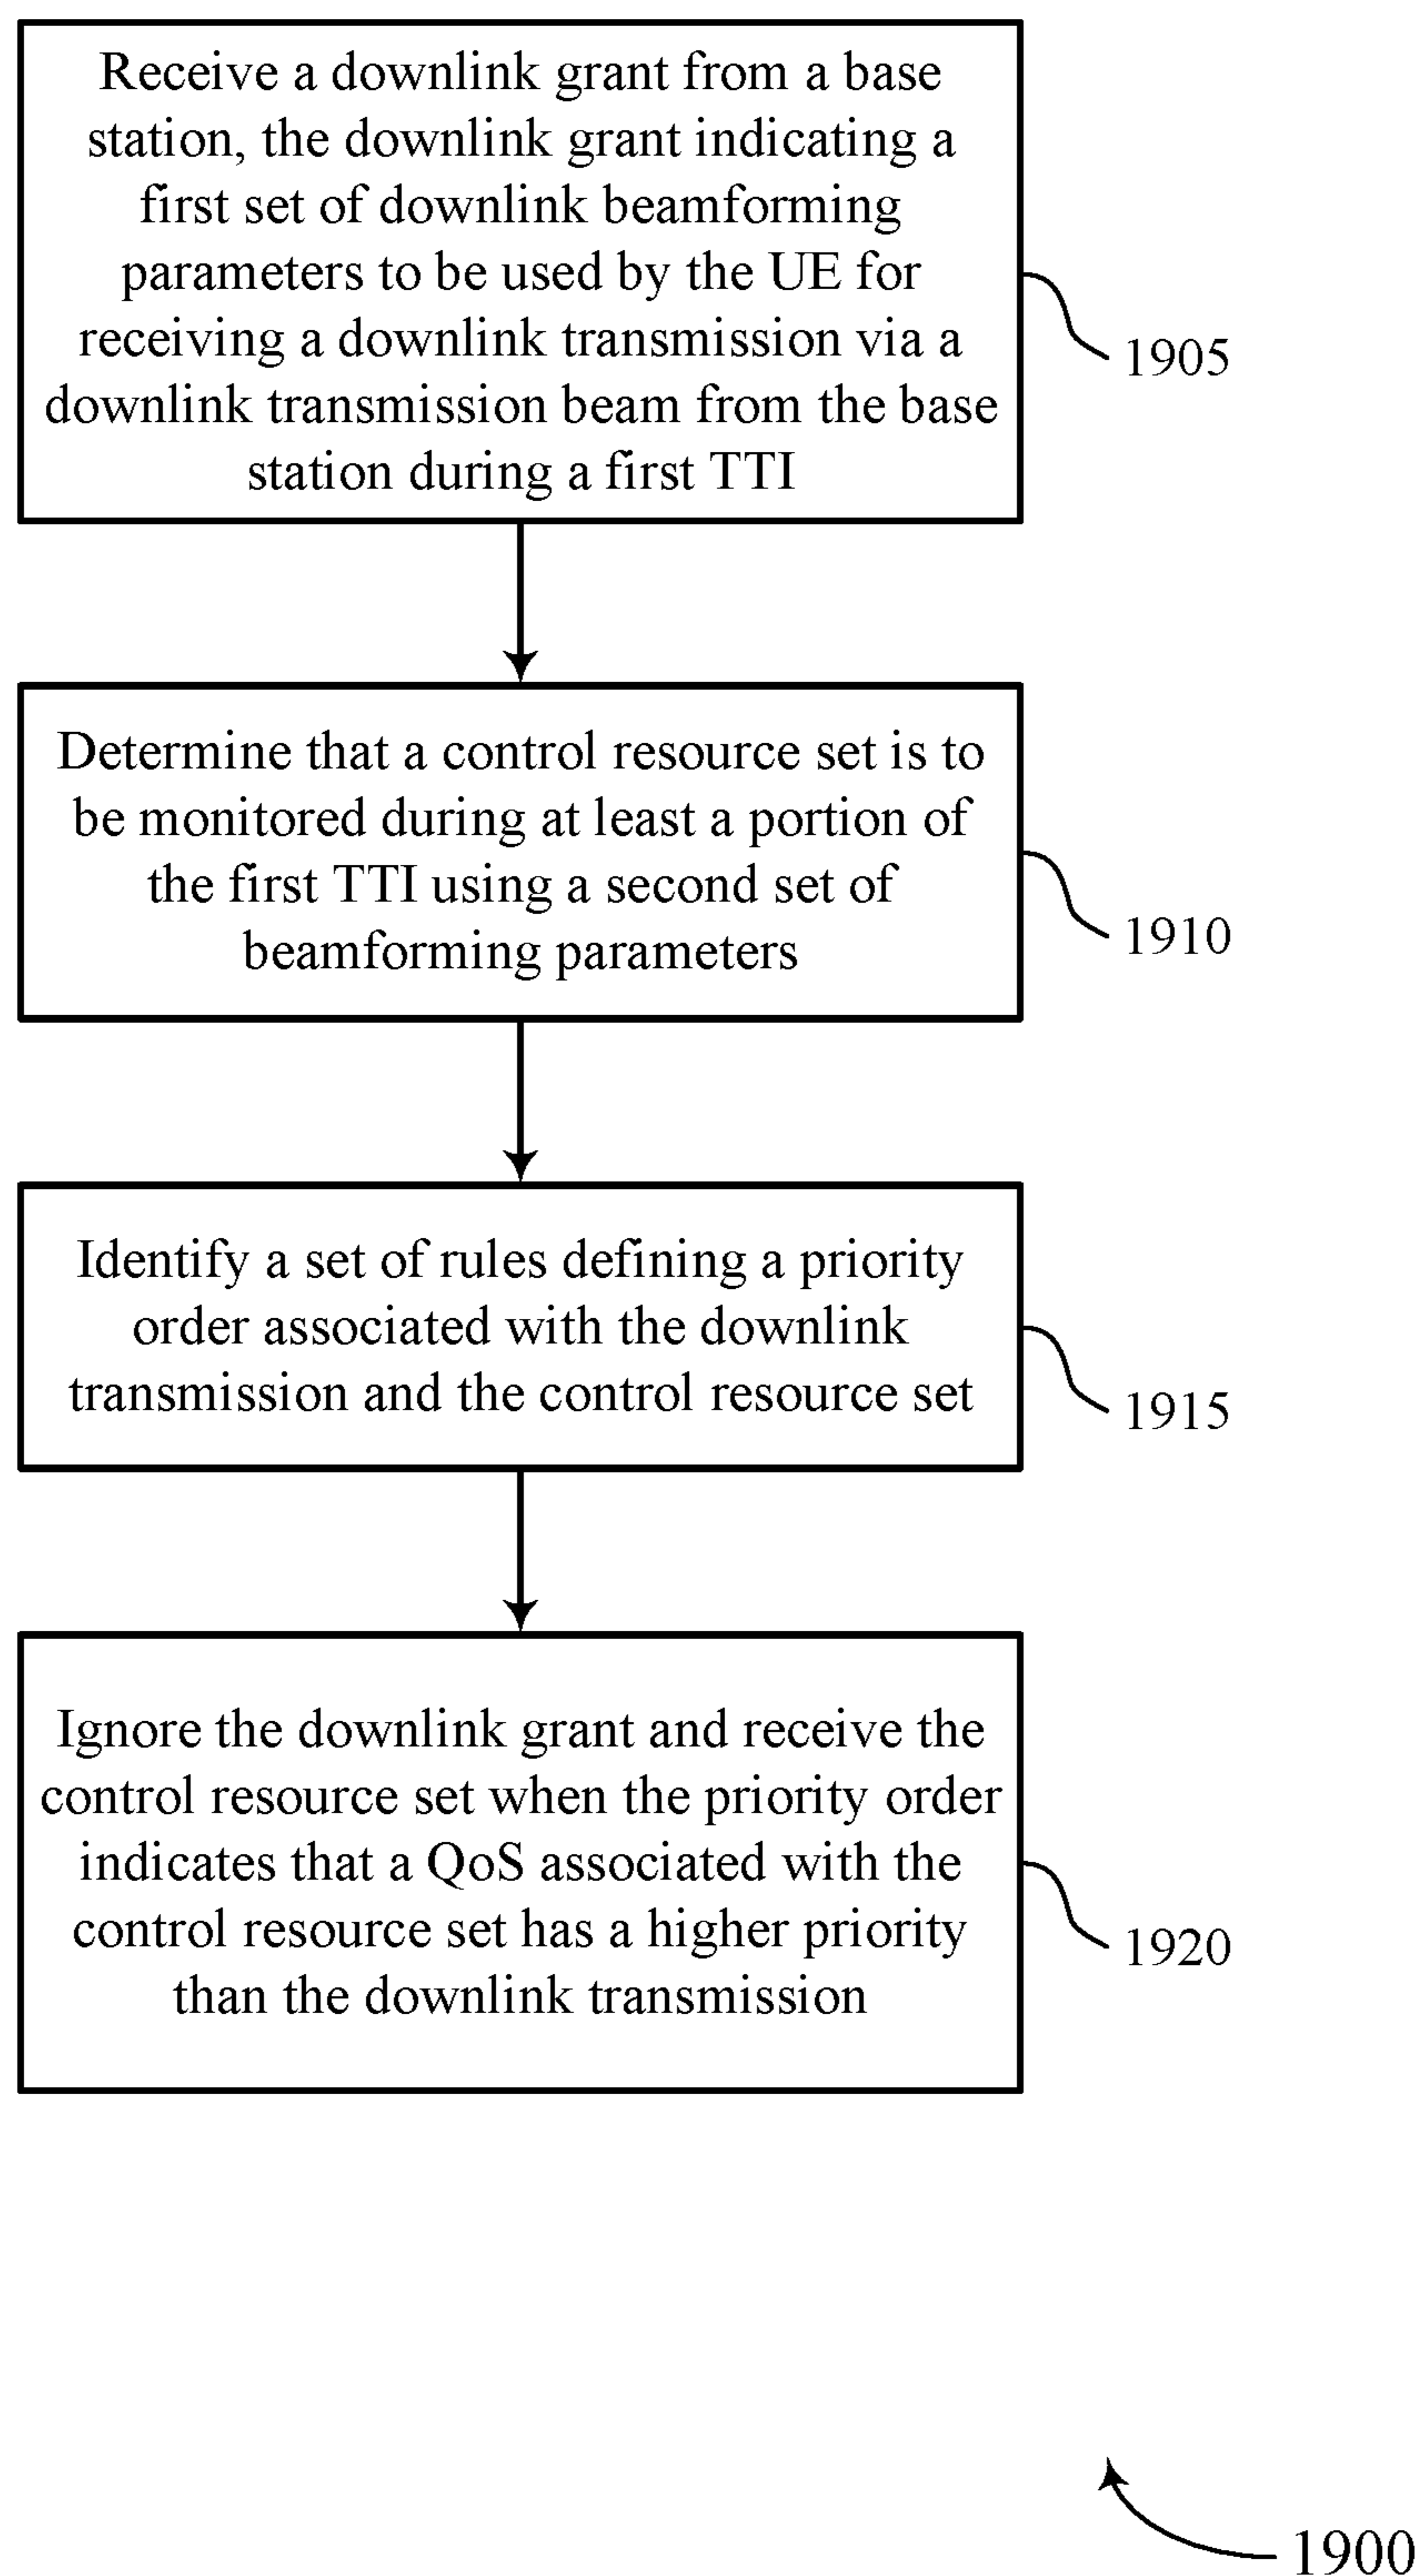 Receive a downlink grant from a base
station, the downlink grant indicating a
first set of downlink beamforming
parameters to be used by the UE for
receiving a downlink transmission via a
downlink transmission beam from the base
station during a first TTI
1905
Determine that a control resource set is to
be monitored during at least a portion of
the first TTI using a second set of
beamforming parameters
1910
Identify a set of rules defining a priority
order associated with the downlink
transmission and the control resource set
1915
Ignore the downlink grant and receive the
control resource set when the priority order
indicates that a QoS associated with the
control resource set has a higher priority
than the downlink transmission
1920
1900